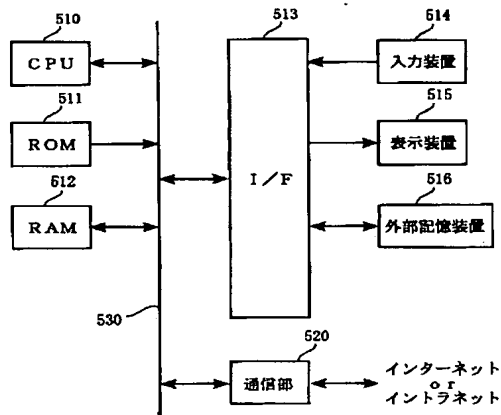 510
CPU
511
ROM
512
RAM
530
513
I/F
514
入力装置
515
表示装置
516
外部記憶装置
520
通信部
インターネット
or
イントラネット